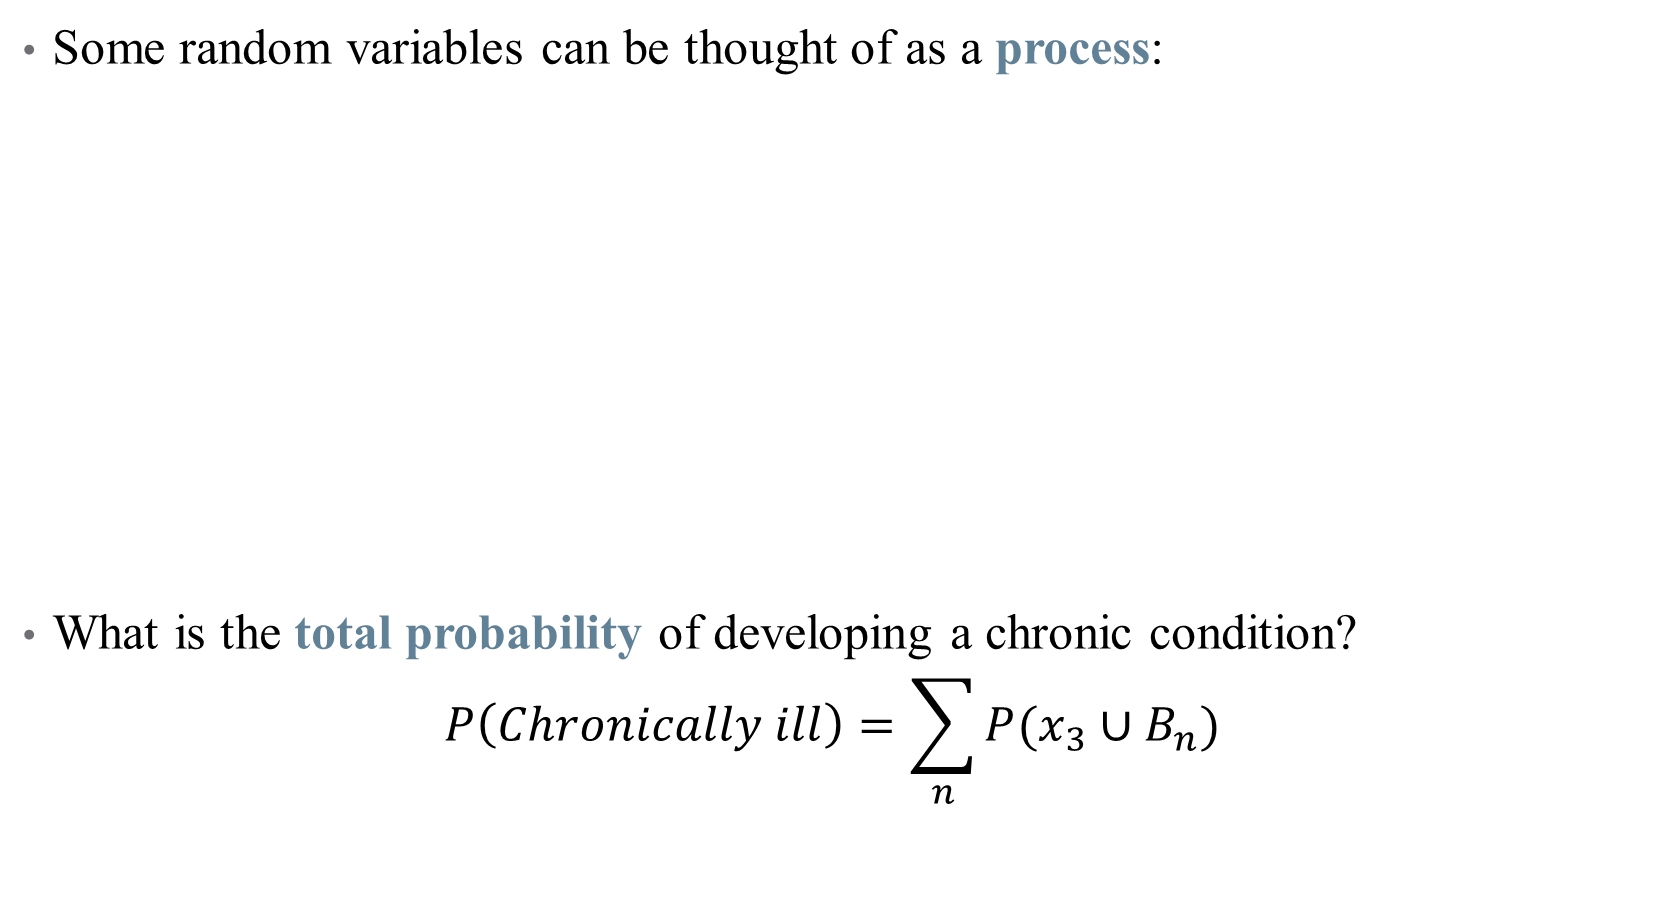 • Some random variables can be thought of as a process:
• What is the total probability of developing a chronic condition?
P(Chronically ill) = ∑ P(x₃ ∪ Bₙ)
n